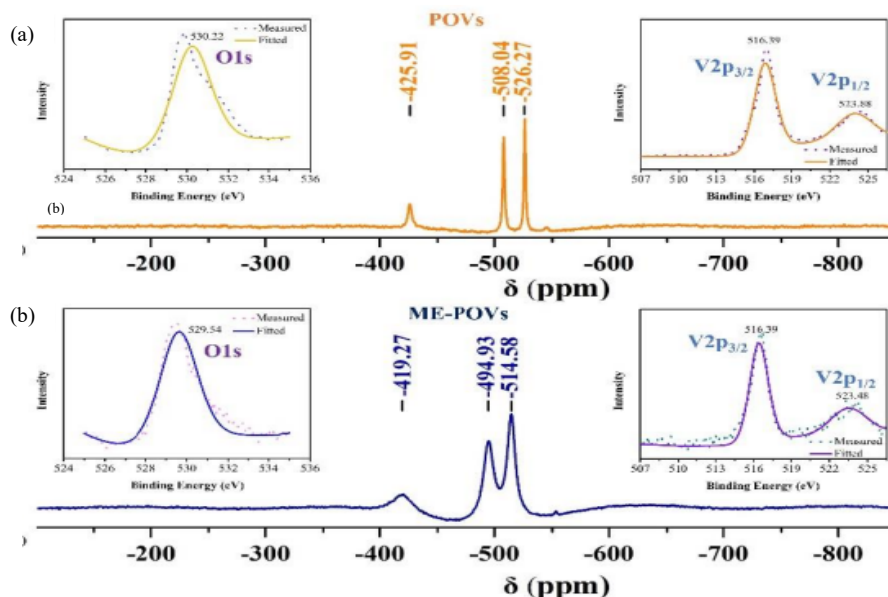 (a)
POVs
530.22
O1s
Measured
Fitted
Intensity
524 526 528 530 532 534 536
Binding Energy (eV)
-425.91
-508.04
-526.27
516.39
V2p3/2
V2p1/2
523.88
Measured
Fitted
Intensity
507 510 513 516 519 522 525
Binding Energy (eV)
(b)
-200 -300 -400 -500 -600 -700 -800
δ (ppm)
(b)
ME-POVs
529.54
O1s
Measured
Fitted
Intensity
524 526 528 530 532 534 536
Binding Energy (eV)
-419.27
-494.93
-514.58
516.39
V2p3/2
V2p1/2
523.48
Measured
Fitted
Intensity
507 510 513 516 519 522 525
Binding Energy (eV)
-200 -300 -400 -500 -600 -700 -800
δ (ppm)